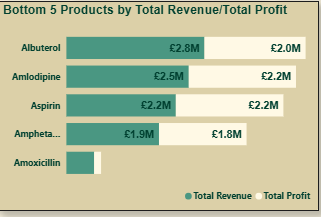 Bottom 5 Products by Total Revenue/Total Profit
Albuterol £2.8M £2.0M
Amlodipine £2.5M £2.2M
Aspirin £2.2M £2.2M
Ampheta... £1.9M £1.8M
Amoxicillin
Total Revenue Total Profit